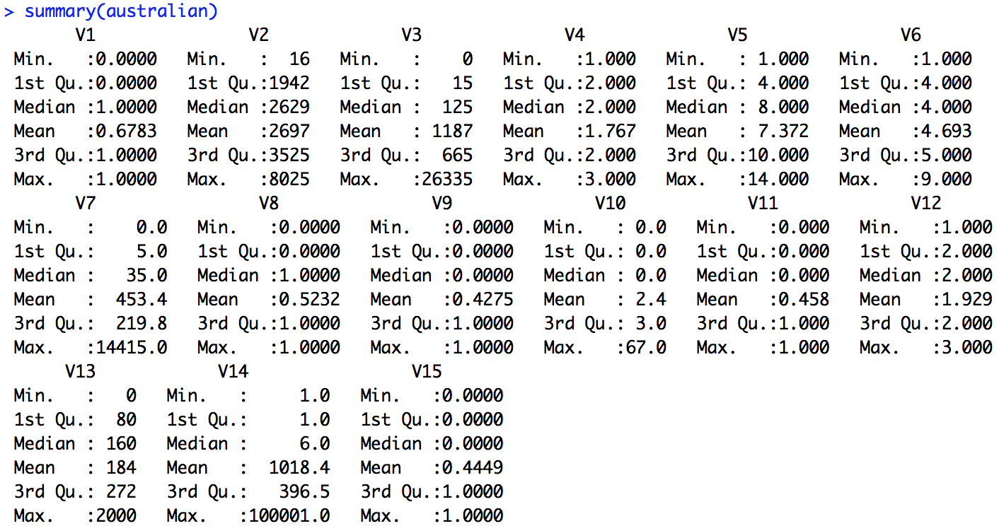 > summary(australian)
       V1               V2             V3              V4              V5               V6
 Min.   :0.0000   Min.   :  16   Min.   :    0   Min.   :1.000   Min.   : 1.000   Min.   :1.000
 1st Qu.:0.0000   1st Qu.:1942   1st Qu.:   15   1st Qu.:2.000   1st Qu.: 4.000   1st Qu.:4.000
 Median :1.0000   Median :2629   Median :  125   Median :2.000   Median : 8.000   Median :4.000
 Mean   :0.6783   Mean   :2697   Mean   : 1187   Mean   :1.767   Mean   : 7.372   Mean   :4.693
 3rd Qu.:1.0000   3rd Qu.:3525   3rd Qu.:  665   3rd Qu.:2.000   3rd Qu.:10.000   3rd Qu.:5.000
 Max.   :1.0000   Max.   :8025   Max.   :26335   Max.   :3.000   Max.   :14.000   Max.   :9.000
       V7                V8               V9              V10            V11             V12
 Min.   :    0.0   Min.   :0.0000   Min.   :0.0000   Min.   : 0.0   Min.   :0.000   Min.   :1.000
 1st Qu.:    5.0   1st Qu.:0.0000   1st Qu.:0.0000   1st Qu.: 0.0   1st Qu.:0.000   1st Qu.:2.000
 Median :   35.0   Median :1.0000   Median :0.0000   Median : 0.0   Median :0.000   Median :2.000
 Mean   :  453.4   Mean   :0.5232   Mean   :0.4275   Mean   : 2.4   Mean   :0.458   Mean   :1.929
 3rd Qu.:  219.8   3rd Qu.:1.0000   3rd Qu.:1.0000   3rd Qu.: 3.0   3rd Qu.:1.000   3rd Qu.:2.000
 Max.   :14415.0   Max.   :1.0000   Max.   :1.0000   Max.   :67.0   Max.   :1.000   Max.   :3.000
      V13            V14                V15
 Min.   :   0   Min.   :     1.0   Min.   :0.0000
 1st Qu.:  80   1st Qu.:     1.0   1st Qu.:0.0000
 Median : 160   Median :     6.0   Median :0.0000
 Mean   : 184   Mean   :  1018.4   Mean   :0.4449
 3rd Qu.: 272   3rd Qu.:   396.5   3rd Qu.:1.0000
 Max.   :2000   Max.   :100001.0   Max.   :1.0000